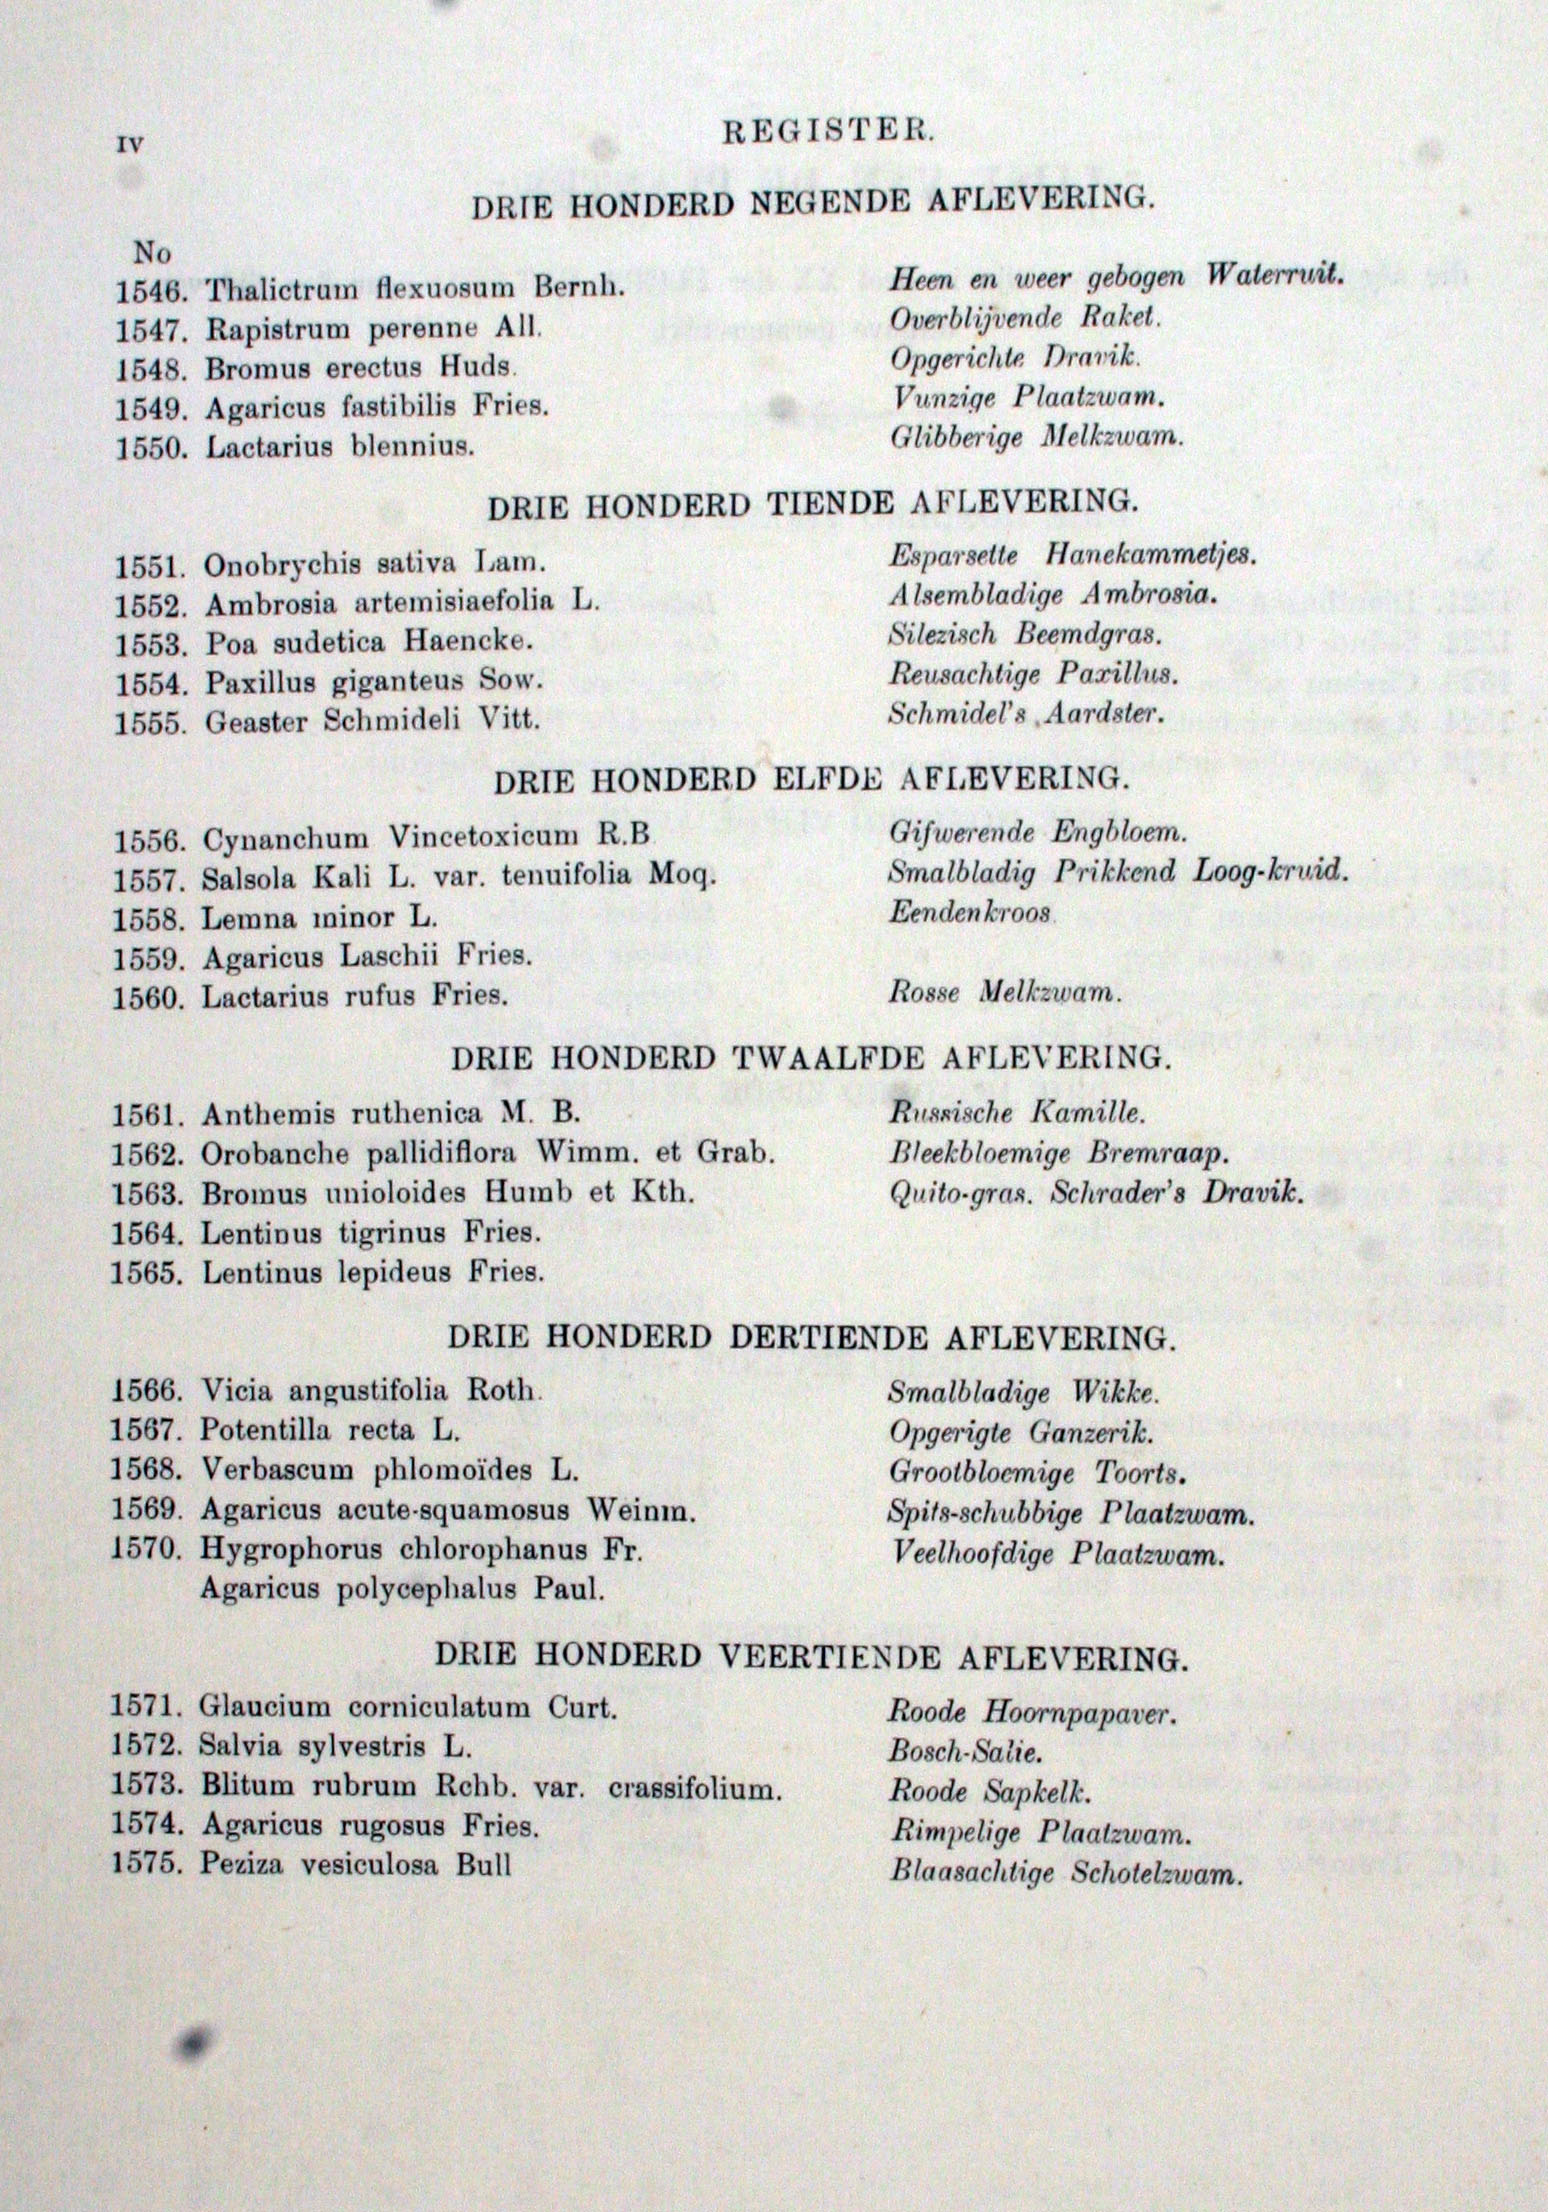 IV
REGISTER.
DRIE HONDERD NEGENDE AFLEVERING.
No
1546. Thalictrum flexuosum Bernh. Heen en weer gebogen Waterruit.
1547. Rapistrum perenne All. Overblijvende Raket.
1548. Bromus erectus Huds. Opgerichte Dravik.
1549. Agaricus fastibilis Fries. Vunzige Plaatzwam.
1550. Lactarius blennius. Glibberige Melkzwam.
DRIE HONDERD TIENDE AFLEVERING.
1551. Onobrychis sativa Lam. Esparsette Hanekammetjes.
1552. Ambrosia artemisiaefolia L. Alsembladige Ambrosia.
1553. Poa sudetica Haencke. Silezisch Beemdgras.
1554. Paxillus giganteus Sow. Reusachtige Paxillus.
1555. Geaster Schmideli Vitt. Schmidel's Aardster.
DRIE HONDERD ELFDE AFLEVERING.
1556. Cynanchum Vincetoxicum R.B Gifwerende Engbloem.
1557. Salsola Kali L. var. tenuifolia Moq. Smalbladig Prikkend Loog-kruid.
1558. Lemna minor L. Eendenkroos.
1559. Agaricus Laschii Fries.
1560. Lactarius rufus Fries. Rosse Melkzwam.
DRIE HONDERD TWAALFDE AFLEVERING.
1561. Anthemis ruthenica M. B. Russische Kamille.
1562. Orobanche pallidiflora Wimm. et Grab. Bleekbloemige Bremraap.
1563. Bromus unioloides Humb et Kth. Quito-gras. Schrader's Dravik.
1564. Lentinus tigrinus Fries.
1565. Lentinus lepideus Fries.
DRIE HONDERD DERTIENDE AFLEVERING.
1566. Vicia angustifolia Roth. Smalbladige Wikke.
1567. Potentilla recta L. Opgerigte Ganzerik.
1568. Verbascum phlomoïdes L. Grootbloemige Toorts.
1569. Agaricus acute-squamosus Weinm. Spits-schubbige Plaatzwam.
1570. Hygrophorus chlorophanus Fr. Veelhoofdige Plaatzwam.
Agaricus polycephalus Paul.
DRIE HONDERD VEERTIENDE AFLEVERING.
1571. Glaucium corniculatum Curt. Roode Hoornpapaver.
1572. Salvia sylvestris L. Bosch-Salie.
1573. Blitum rubrum Rchb. var. crassifolium. Roode Sapkelk.
1574. Agaricus rugosus Fries. Rimpelige Plaatzwam.
1575. Peziza vesiculosa Bull Blaasachtige Schotelzwam.